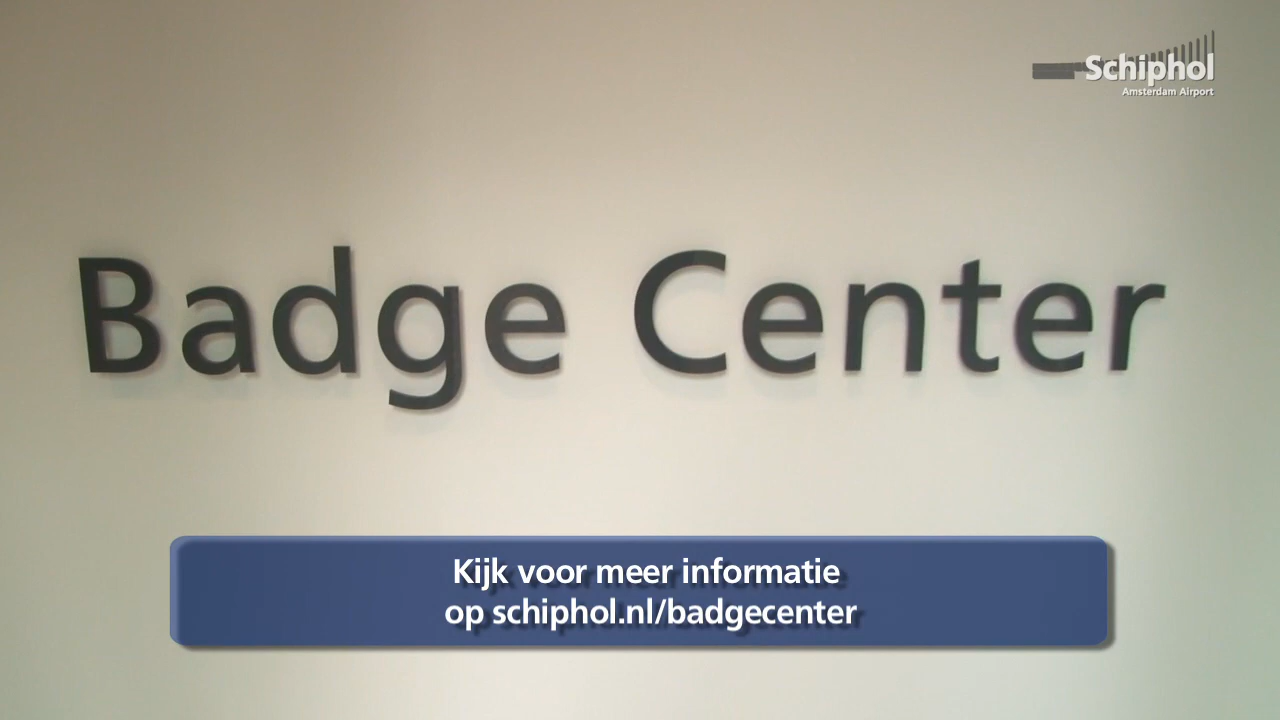 Schiphol
Amsterdam Airport
Badge Center
Kijk voor meer informatie
op schiphol.nl/badgecenter